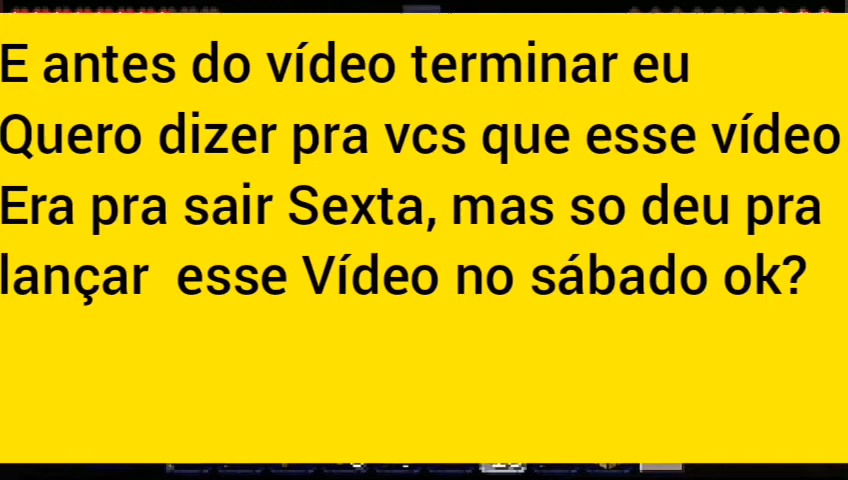 E antes do vídeo terminar eu
Quero dizer pra vcs que esse vídeo
Era pra sair Sexta, mas so deu pra
lançar  esse Vídeo no sábado ok?